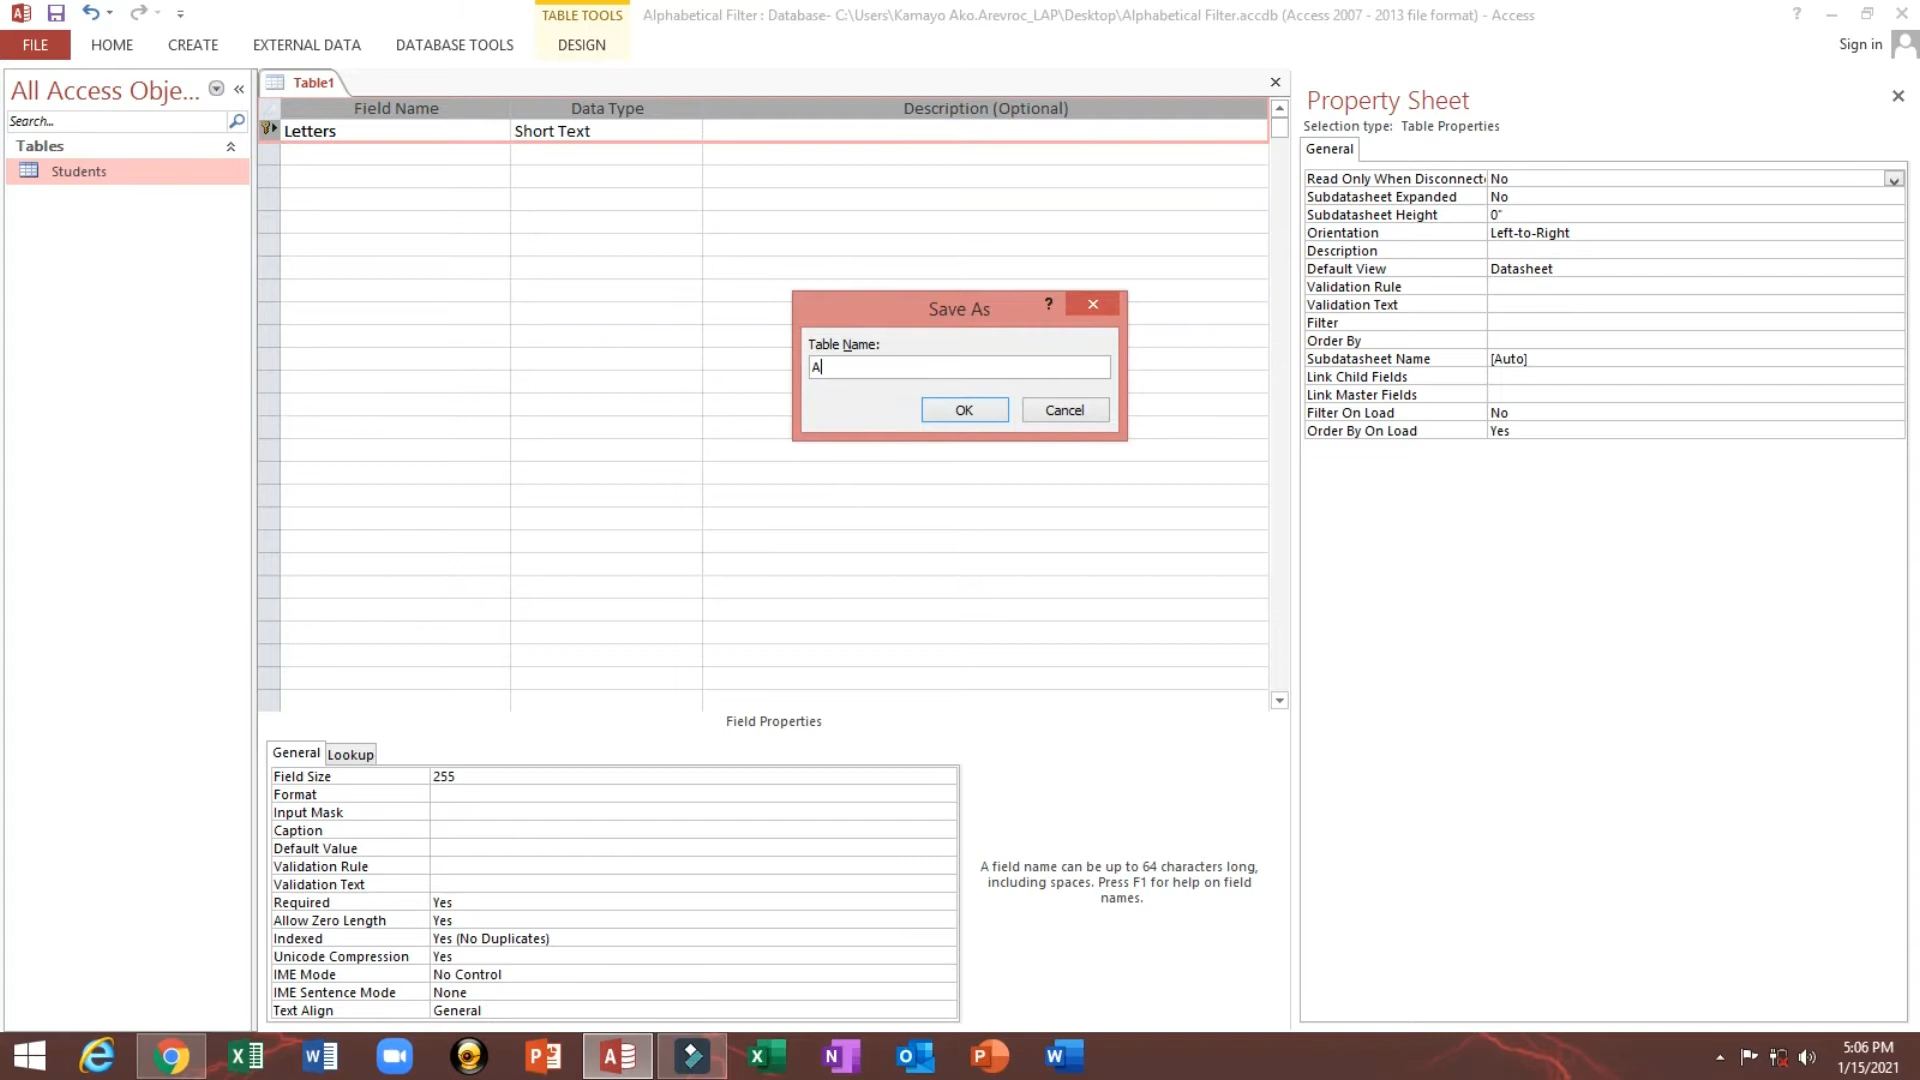 TABLE TOOLS
Alphabetical Filter : Database- C:\Users\Kamayo Ako.Arevroc_LAP\Desktop\Alphabetical Filter.accdb (Access 2007 - 2013 file format) - Access
?
FILE
HOME
CREATE
EXTERNAL DATA
DATABASE TOOLS
DESIGN
Sign in
All Access Obje...
«
Search...
Tables
Students
Table1
Field Name
Data Type
Description (Optional)
Letters
Short Text
Save As
?
Table Name:
A
OK
Cancel
Field Properties
General
Lookup
Field Size 255
Format
Input Mask
Caption
Default Value
Validation Rule
Validation Text
Required Yes
Allow Zero Length Yes
Indexed Yes (No Duplicates)
Unicode Compression Yes
IME Mode No Control
IME Sentence Mode None
Text Align General
A field name can be up to 64 characters long,
including spaces. Press F1 for help on field
names.
Property Sheet
Selection type: Table Properties
General
Read Only When Disconnect No
Subdatasheet Expanded No
Subdatasheet Height 0"
Orientation Left-to-Right
Description
Default View Datasheet
Validation Rule
Validation Text
Filter
Order By
Subdatasheet Name [Auto]
Link Child Fields
Link Master Fields
Filter On Load No
Order By On Load Yes
5:06 PM
1/15/2021